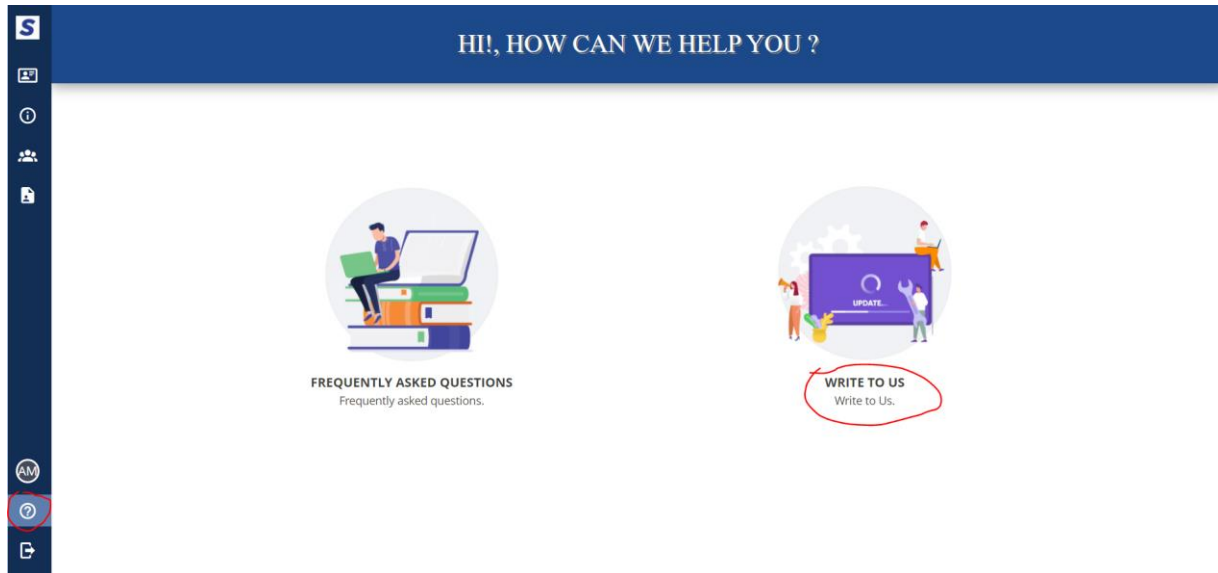 S
HI!, HOW CAN WE HELP YOU ?
UPDATE...
FREQUENTLY ASKED QUESTIONS
Frequently asked questions.
WRITE TO US
Write to Us.
AM